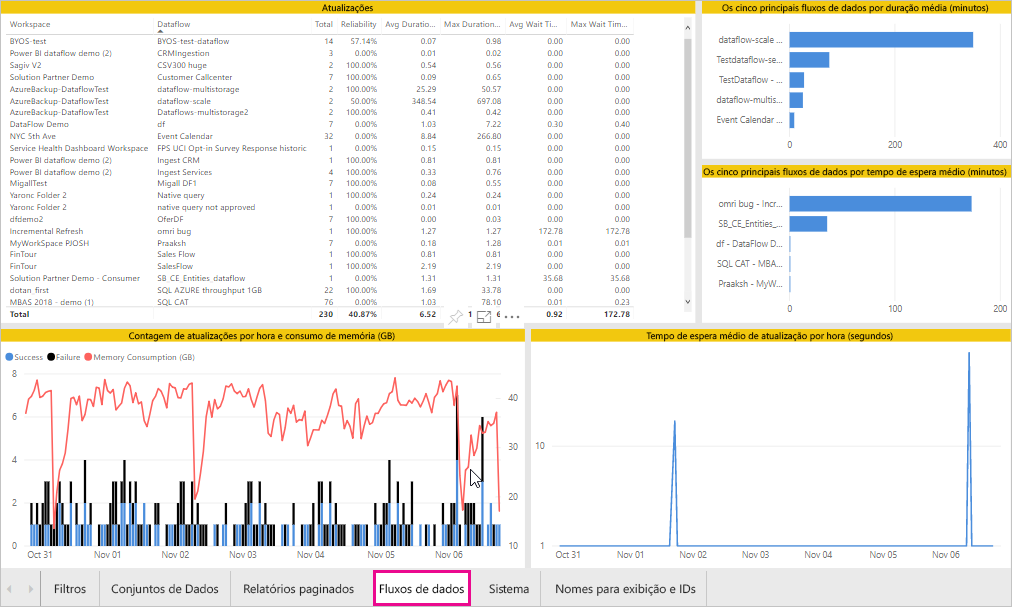 Atualizações
Workspace Dataflow Total Reliability Avg Duratio... Max Duration... Avg Wait Ti... Max Wait Tim...
BYOS-test BYOS-test-dataflow 14 57.14% 0.07 0.98 0.00 0.00
Power BI dataflow demo (2) CRMIngestion 3 0.00% 0.01 0.02 0.00 0.00
Sagiv V2 CSV300 huge 2 100.00% 0.54 0.56 0.00 0.00
Solution Partner Demo Customer Callcenter 7 100.00% 0.09 0.65 0.00 0.00
AzureBackup-DataflowTest dataflow-multistorage 2 100.00% 25.29 50.57 0.00 0.00
AzureBackup-DataflowTest dataflow-scale 2 50.00% 348.54 697.08 0.00 0.00
AzureBackup-DataflowTest Dataflows-multistorage2 2 100.00% 0.41 0.42 0.00 0.00
DataFlow Demo df 7 0.00% 1.03 7.22 0.30 0.40
NYC 5th Ave Event Calendar 32 0.00% 8.84 266.80 0.00 0.00
Service Health Dashboard Workspace FPS UCI Opt-in Survey Response historic 1 0.00% 0.15 0.15 0.00 0.00
Power BI dataflow demo (2) Ingest CRM 1 100.00% 0.81 0.81 0.00 0.00
Power BI dataflow demo (2) Ingest Services 4 100.00% 0.33 0.76 0.00 0.00
MigallTest Migall DF1 7 100.00% 0.08 0.55 0.00 0.00
Yaronc Folder 2 Native query 1 100.00% 0.24 0.24 0.00 0.00
Yaronc Folder 2 native query not approved 1 0.00% 0.01 0.01 0.00 0.00
dfdemo2 OferDF 7 100.00% 0.00 0.03 0.00 0.00
Incremental Refresh omri bug 1 100.00% 1.27 1.27 172.78 172.78
MyWorkSpace PJOSH Praaksh 7 0.00% 0.18 1.28 0.01 0.01
FinTour Sales Flow 1 100.00% 0.81 0.81 0.00 0.00
FinTour SalesFlow 1 100.00% 2.19 2.19 0.00 0.00
Solution Partner Demo - Consumer SB_CE_Entities_dataflow 1 0.00% 1.31 1.31 35.68 35.68
dotan_first SQL AZURE throughput 1GB 22 100.00% 1.69 33.78 0.00 0.00
MBAS 2018 - demo (1) SQL CAT 76 0.00% 1.03 78.10 0.01 0.23
Total 230 40.87% 6.52 0.92 172.78
Os cinco principais fluxos de dados por duração média (minutos)
dataflow-scale ...
Testdataflow-se...
TestDataflow - ...
dataflow-multis...
Event Calendar ...
0 200 400
Os cinco principais fluxos de dados por tempo de espera médio (minutos)
omri bug - Incr...
SB_CE_Entities_...
df - DataFlow D...
SQL CAT - MBA...
Praaksh - MyW...
0 100 200
Contagem de atualizações por hora e consumo de memória (GB)
Success Failure Memory Consumption (GB)
8
6 40
4 30
2 20
0 10
Oct 31 Nov 01 Nov 02 Nov 03 Nov 04 Nov 05 Nov 06
Tempo de espera médio de atualização por hora (segundos)
10
1
Oct 31 Nov 01 Nov 02 Nov 03 Nov 04 Nov 05 Nov 06
Filtros Conjuntos de Dados Relatórios paginados Fluxos de dados Sistema Nomes para exibição e IDs